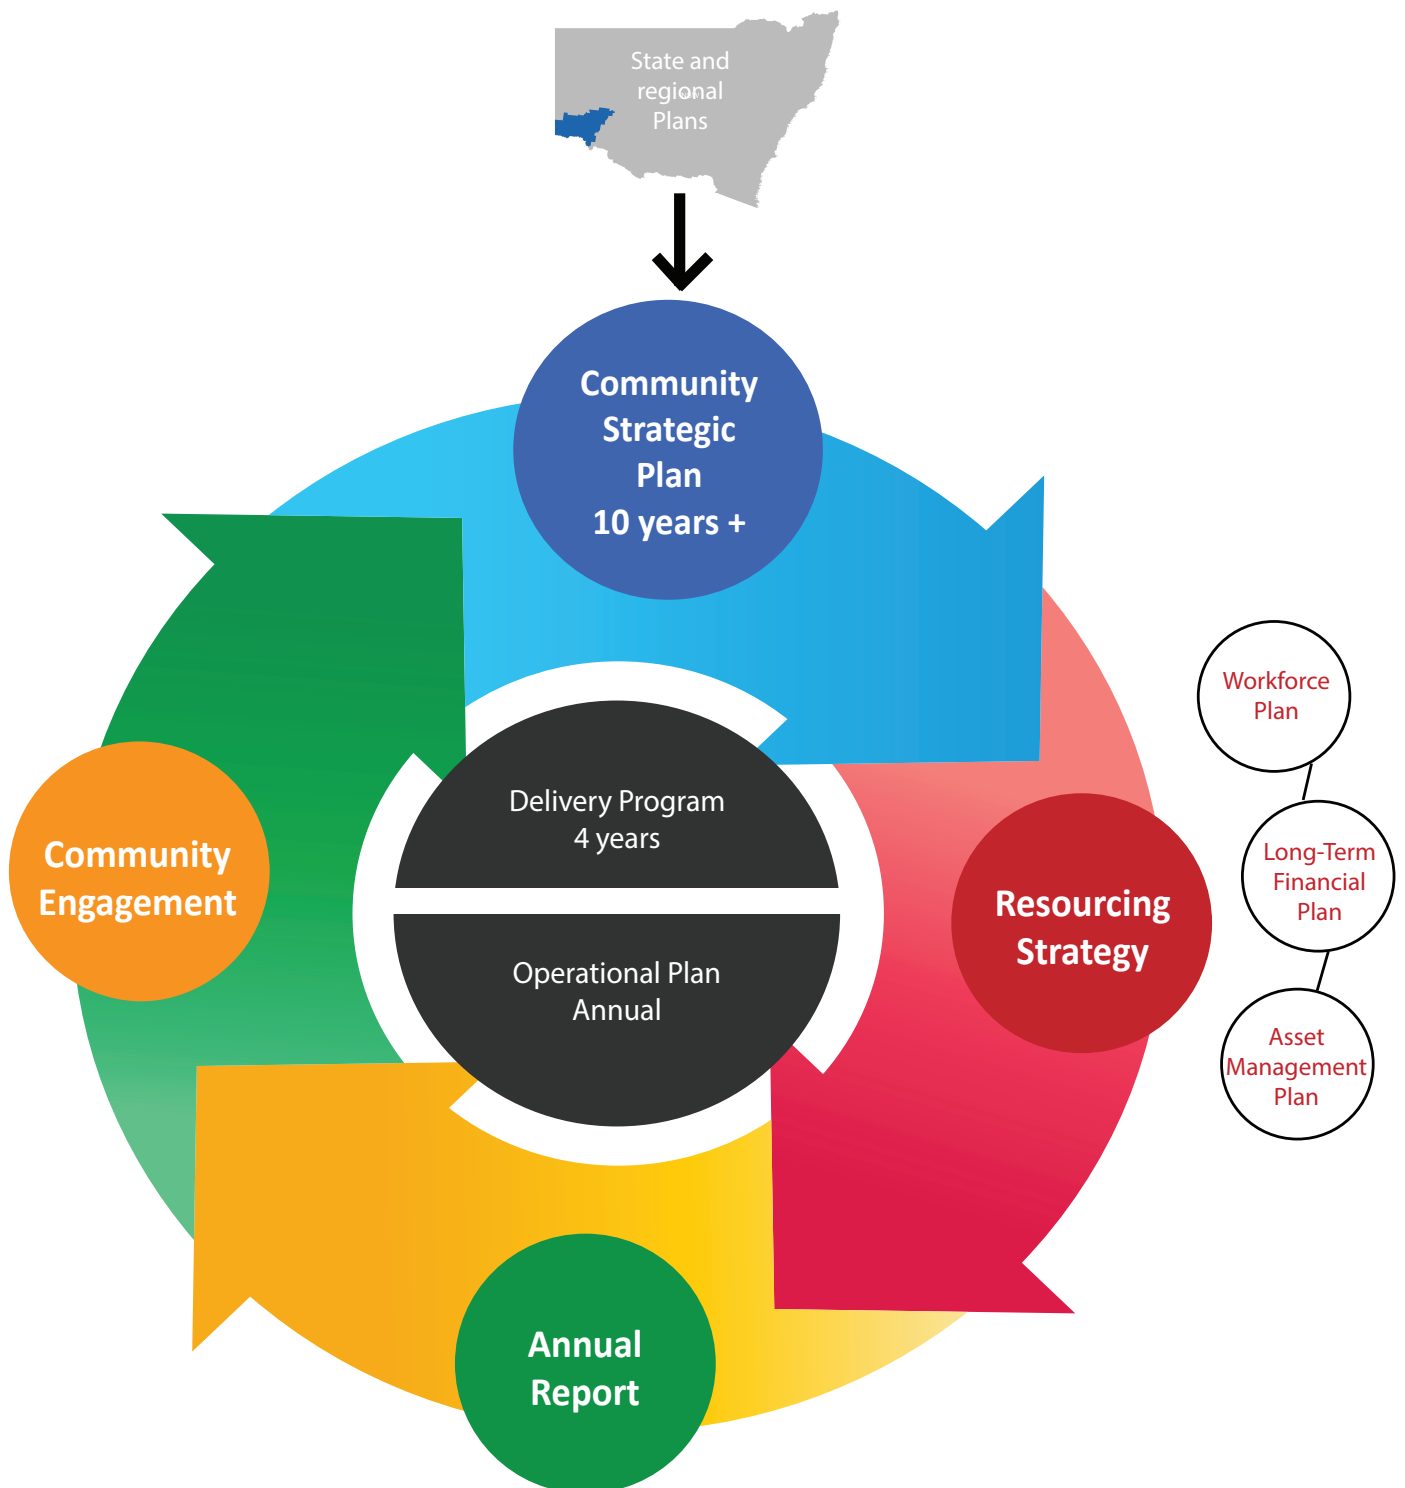 State and
regional
Plans
Community
Strategic
Plan
10 years +
Workforce
Plan
Delivery Program
4 years
Community
Engagement
Long-Term
Financial
Plan
Resourcing
Strategy
Operational Plan
Annual
Asset
Management
Plan
Annual
Report